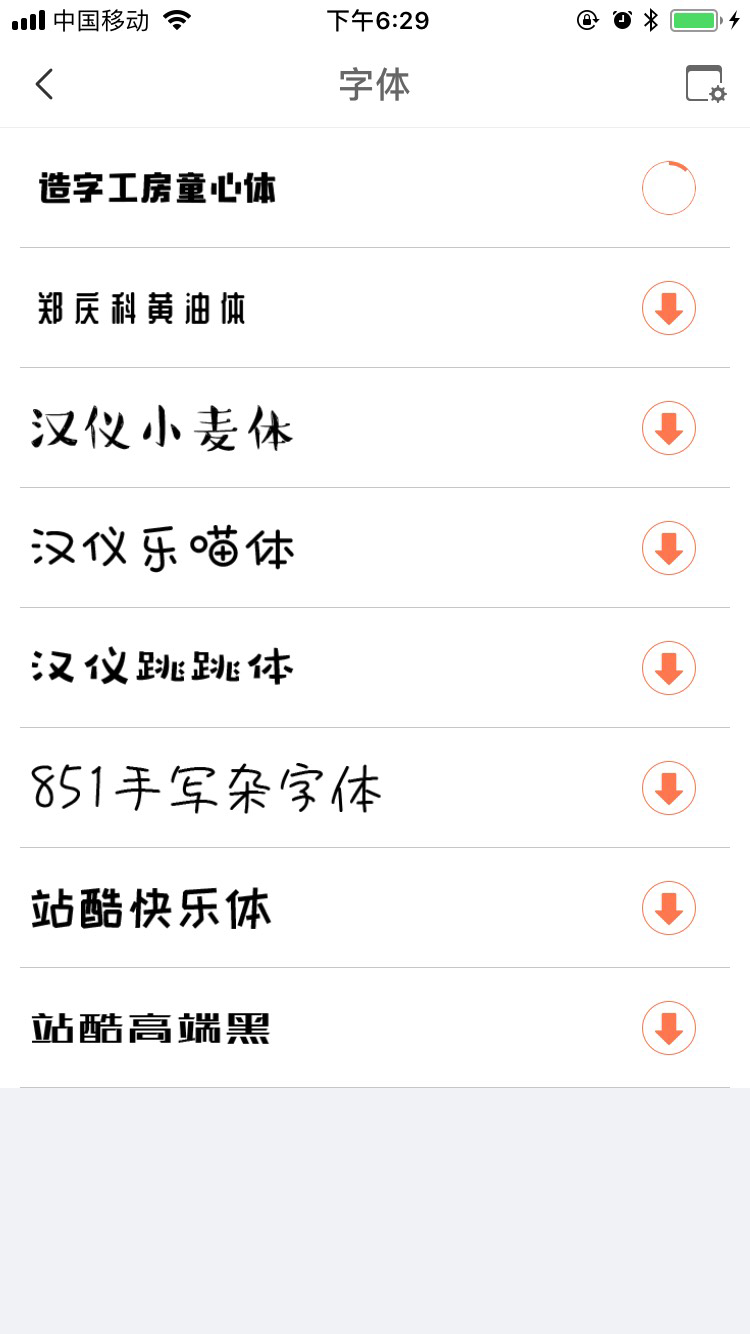 中国移动 下午6:29
字体
造字工房童心体
郑庆科黄油体
汉仪小麦体
汉仪乐喵体
汉仪跳跳体
851手写杂字体
站酷快乐体
站酷高端黑